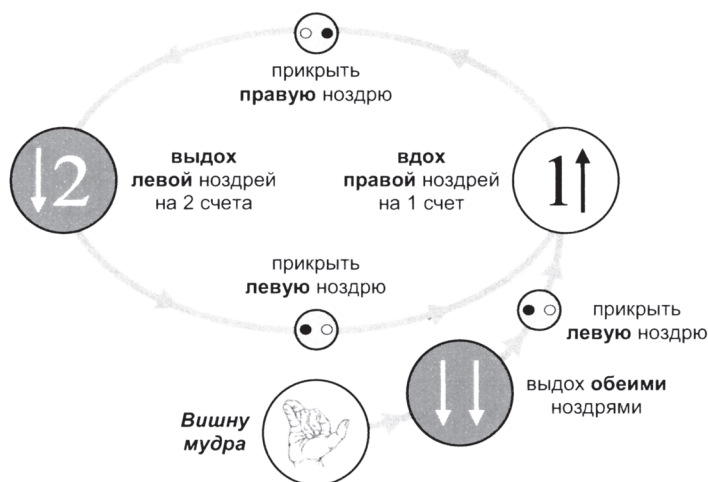 прикрыть
правую ноздрю
2
выдох
левой ноздрей
на 2 счета
вдох
правой ноздрей
на 1 счет
1
прикрыть
левую ноздрю
прикрыть
левую ноздрю
выдох обеими
ноздрями
Вишну
мудра